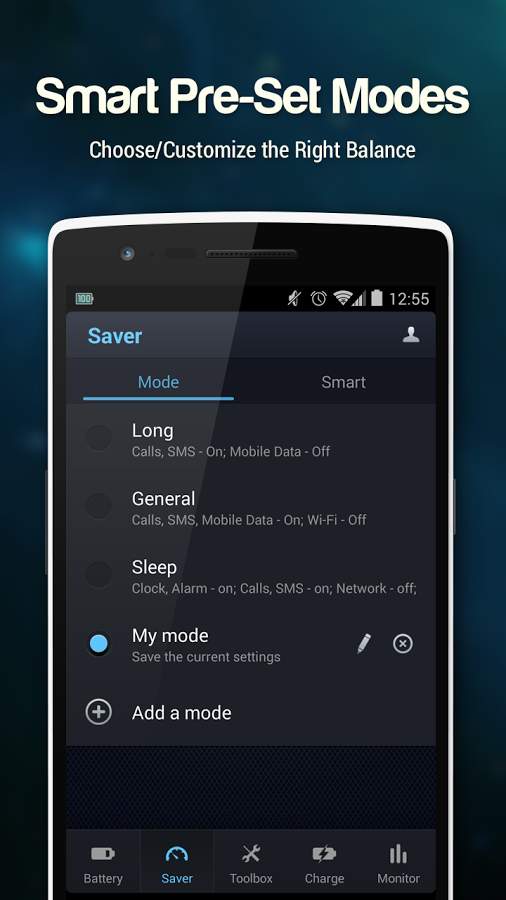 Smart Pre-Set Modes
Choose/Customize the Right Balance
100
12:55
Saver
Mode
Smart
Long
Calls, SMS - On; Mobile Data - Off
General
Calls, SMS, Mobile Data - On; Wi-Fi - Off
Sleep
Clock, Alarm - on; Calls, SMS - on; Network - off;
My mode
Save the current settings
Add a mode
Battery
Saver
Toolbox
Charge
Monitor